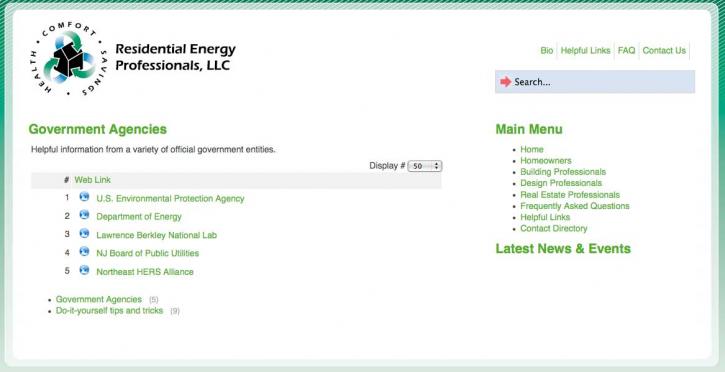 HEALTH • COMFORT • SAVINGS •
Residential Energy
Professionals, LLC
Bio
Helpful Links
FAQ
Contact Us
Search...
Government Agencies
Helpful information from a variety of official government entities.
Display # 50
# Web Link
1 U.S. Environmental Protection Agency
2 Department of Energy
3 Lawrence Berkley National Lab
4 NJ Board of Public Utilities
5 Northeast HERS Alliance
Government Agencies (5)
Do-it-yourself tips and tricks (9)
Main Menu
Home
Homeowners
Building Professionals
Design Professionals
Real Estate Professionals
Frequently Asked Questions
Helpful Links
Contact Directory
Latest News & Events